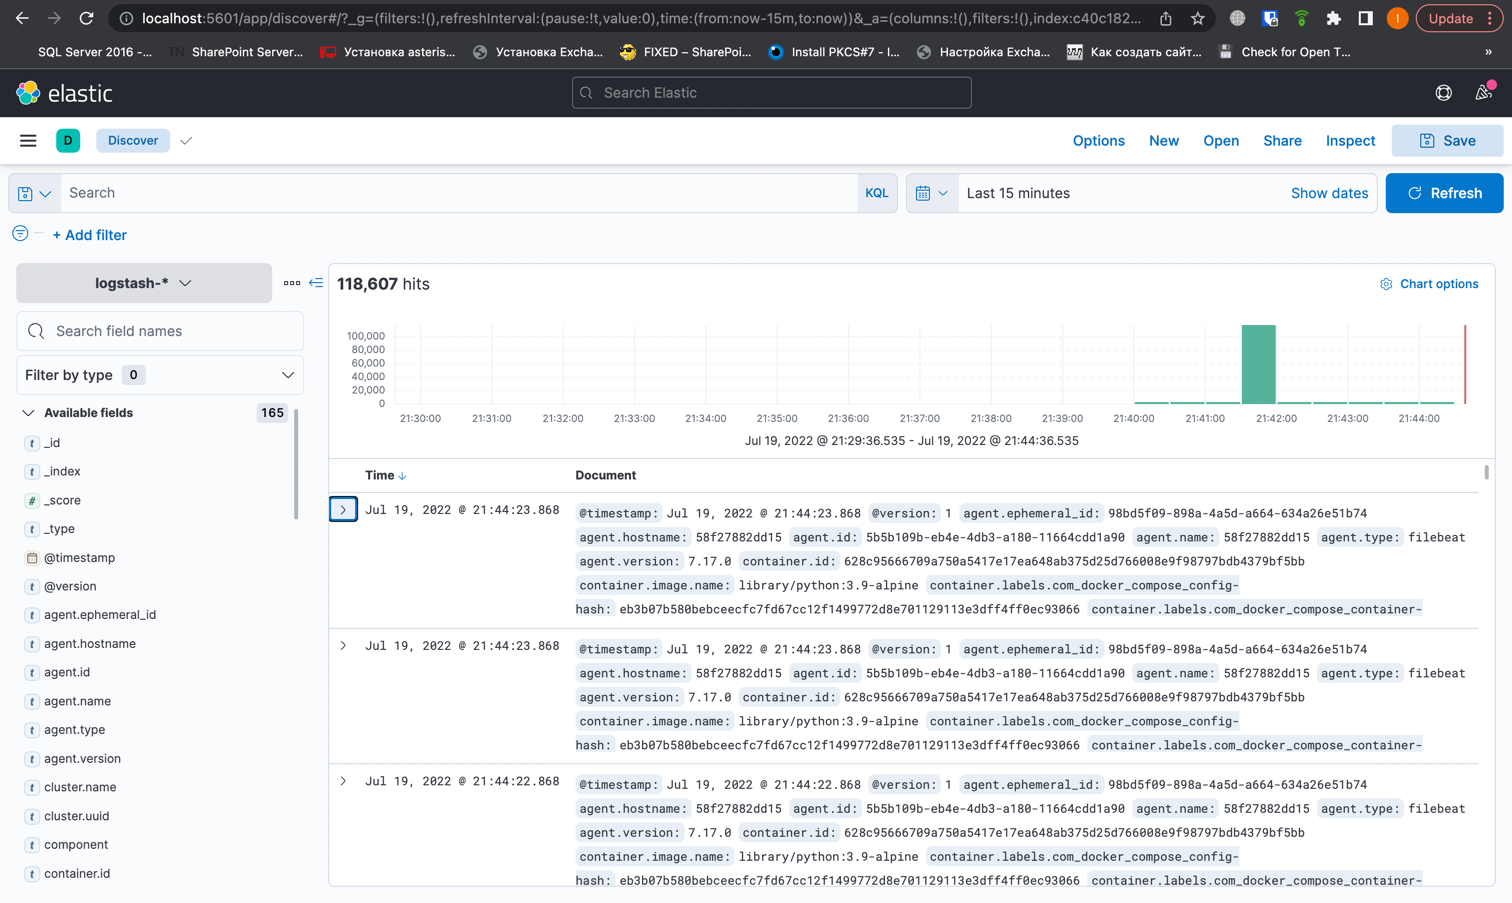 localhost:5601/app/discover#/?_g=(filters:!(),refreshInterval:(pause:!t,value:0),time:(from:now-15m,to:now))&_a=(columns:!(),filters:!(),index:c40c182...
I
Update
SQL Server 2016 -...
TN SharePoint Server...
Установка asteris...
Установка Excha...
FIXED – SharePoi...
Install PKCS#7 - I...
Настройка Excha...
Как создать сайт...
Check for Open T...
»
elastic
Search Elastic
D
Discover
Options
New
Open
Share
Inspect
Save
Search
KQL
Last 15 minutes
Show dates
Refresh
+ Add filter
logstash-*
Search field names
Filter by type 0
Available fields 165
t _id
t _index
# _score
t _type
@timestamp
t @version
t agent.ephemeral_id
t agent.hostname
t agent.id
t agent.name
t agent.type
t agent.version
t cluster.name
t cluster.uuid
t component
t container.id
118,607 hits
Chart options
100,000
80,000
60,000
40,000
20,000
0
21:30:00 21:31:00 21:32:00 21:33:00 21:34:00 21:35:00 21:36:00 21:37:00 21:38:00 21:39:00 21:40:00 21:41:00 21:42:00 21:43:00 21:44:00
Jul 19, 2022 @ 21:29:36.535 - Jul 19, 2022 @ 21:44:36.535
Time Document
Jul 19, 2022 @ 21:44:23.868
@timestamp: Jul 19, 2022 @ 21:44:23.868 @version: 1 agent.ephemeral_id: 98bd5f09-898a-4a5d-a664-634a26e51b74
agent.hostname: 58f27882dd15 agent.id: 5b5b109b-eb4e-4db3-a180-11664cdd1a90 agent.name: 58f27882dd15 agent.type: filebeat
agent.version: 7.17.0 container.id: 628c95666709a750a5417e17ea648ab375d25d766008e9f98797bdb4379bf5bb
container.image.name: library/python:3.9-alpine container.labels.com_docker_compose_config-
hash: eb3b07b580bebceecfc7fd67cc12f1499772d8e701129113e3dff4ff0ec93066 container.labels.com_docker_compose_container-
Jul 19, 2022 @ 21:44:23.868
@timestamp: Jul 19, 2022 @ 21:44:23.868 @version: 1 agent.ephemeral_id: 98bd5f09-898a-4a5d-a664-634a26e51b74
agent.hostname: 58f27882dd15 agent.id: 5b5b109b-eb4e-4db3-a180-11664cdd1a90 agent.name: 58f27882dd15 agent.type: filebeat
agent.version: 7.17.0 container.id: 628c95666709a750a5417e17ea648ab375d25d766008e9f98797bdb4379bf5bb
container.image.name: library/python:3.9-alpine container.labels.com_docker_compose_config-
hash: eb3b07b580bebceecfc7fd67cc12f1499772d8e701129113e3dff4ff0ec93066 container.labels.com_docker_compose_container-
Jul 19, 2022 @ 21:44:22.868
@timestamp: Jul 19, 2022 @ 21:44:22.868 @version: 1 agent.ephemeral_id: 98bd5f09-898a-4a5d-a664-634a26e51b74
agent.hostname: 58f27882dd15 agent.id: 5b5b109b-eb4e-4db3-a180-11664cdd1a90 agent.name: 58f27882dd15 agent.type: filebeat
agent.version: 7.17.0 container.id: 628c95666709a750a5417e17ea648ab375d25d766008e9f98797bdb4379bf5bb
container.image.name: library/python:3.9-alpine container.labels.com_docker_compose_config-
hash: eb3b07b580bebceecfc7fd67cc12f1499772d8e701129113e3dff4ff0ec93066 container.labels.com_docker_compose_container-